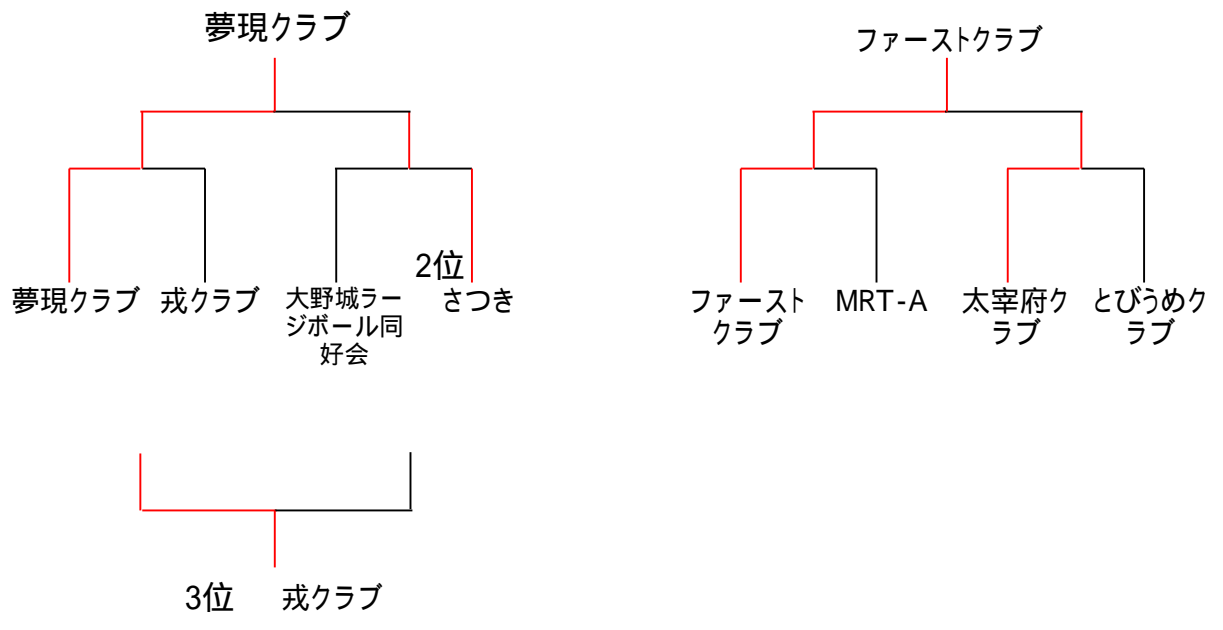 夢現クラブ
ファーストクラブ
2位
夢現クラブ
戎クラブ
大野城ラー
ジボール同
好会
さつき
ファースト
クラブ
MRT-A
太宰府ク
ラブ
とびうめク
ラブ
3位 戎クラブ